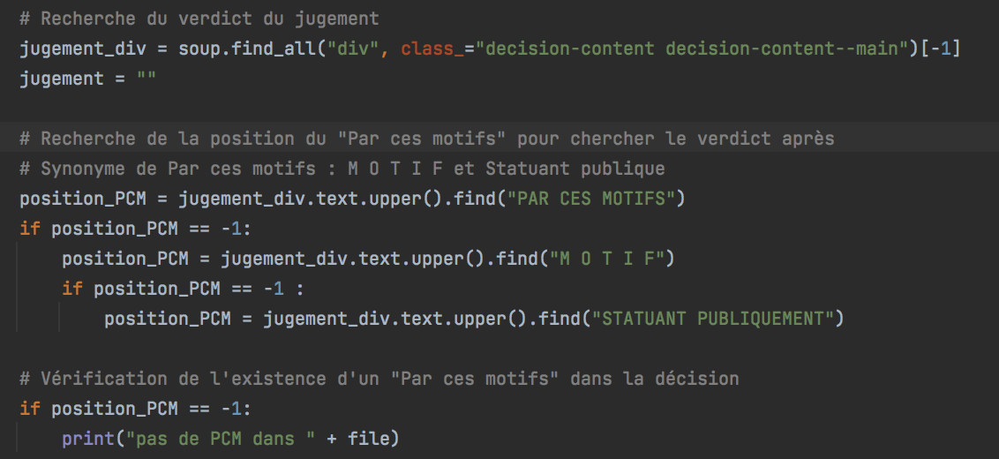 # Recherche du verdict du jugement
jugement_div = soup.find_all("div", class_="decision-content decision-content--main")[-1]
jugement = ""
# Recherche de la position du "Par ces motifs" pour chercher le verdict après
# Synonyme de Par ces motifs : M O T I F et Statuant publique
position_PCM = jugement_div.text.upper().find("PAR CES MOTIFS")
if position_PCM == -1:
    position_PCM = jugement_div.text.upper().find("M O T I F")
    if position_PCM == -1 :
        position_PCM = jugement_div.text.upper().find("STATUANT PUBLIQUEMENT")
# Vérification de l'existence d'un "Par ces motifs" dans la décision
if position_PCM == -1:
    print("pas de PCM dans " + file)